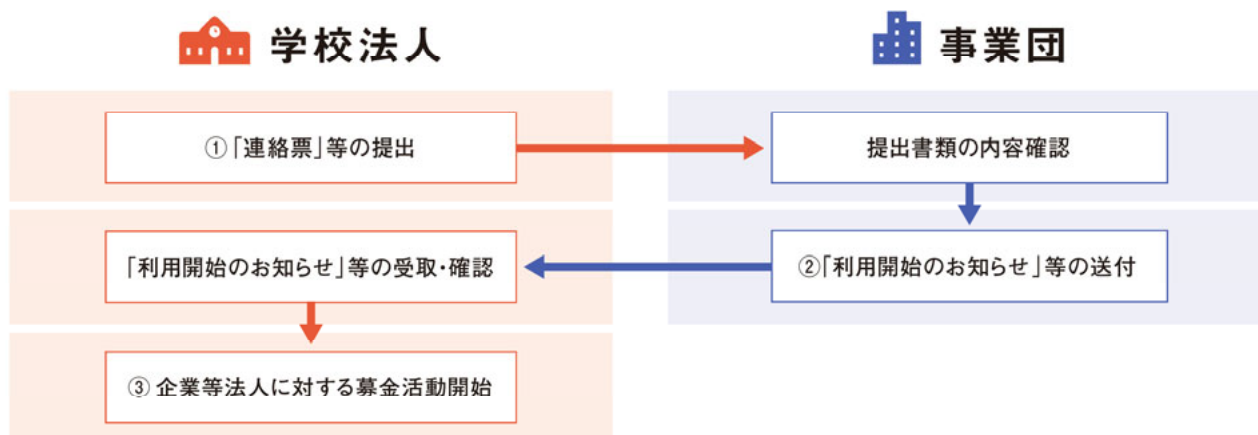 学校法人
事業団
①「連絡票」等の提出
提出書類の内容確認
「利用開始のお知らせ」等の受取・確認
②「利用開始のお知らせ」等の送付
③ 企業等法人に対する募金活動開始